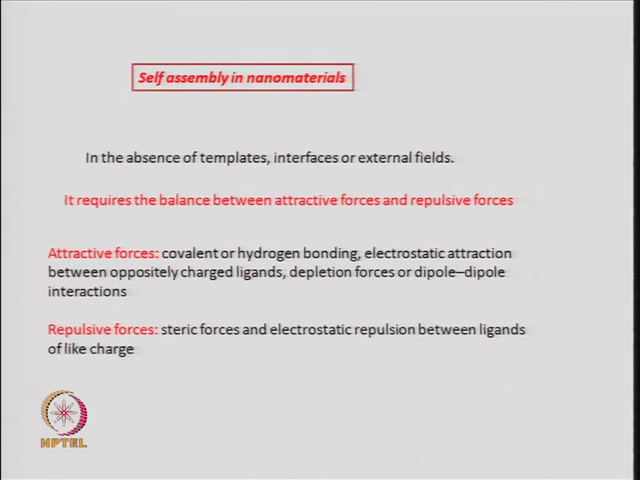 Self assembly in nanomaterials
In the absence of templates, interfaces or external fields.
It requires the balance between attractive forces and repulsive forces
Attractive forces: covalent or hydrogen bonding, electrostatic attraction
between oppositely charged ligands, depletion forces or dipole–dipole
interactions
Repulsive forces: steric forces and electrostatic repulsion between ligands
of like charge
NPTEL